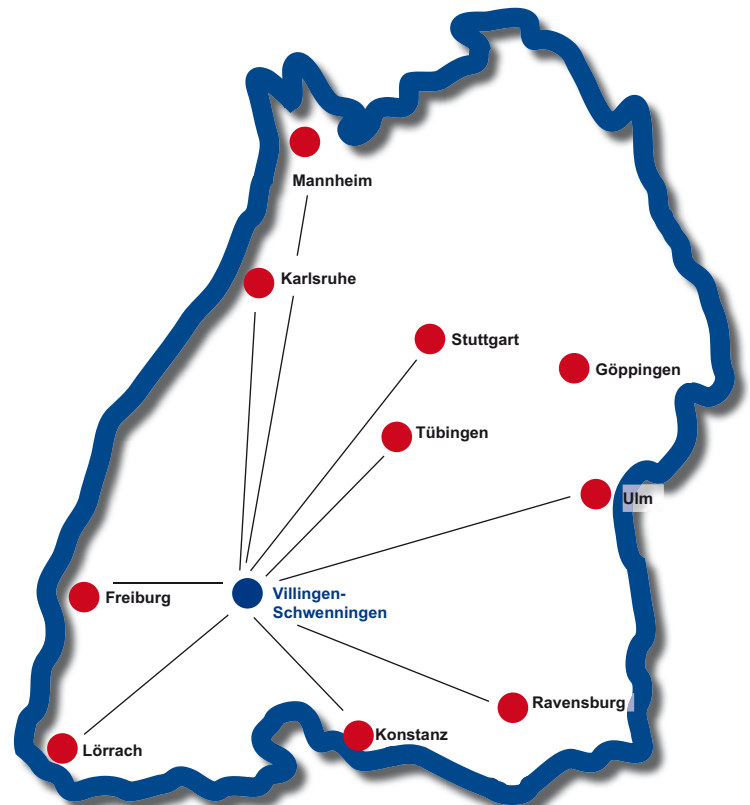 Mannheim
Karlsruhe
Stuttgart
Göppingen
Tübingen
Ulm
Villingen-
Schwenningen
Freiburg
Ravensburg
Konstanz
Lörrach